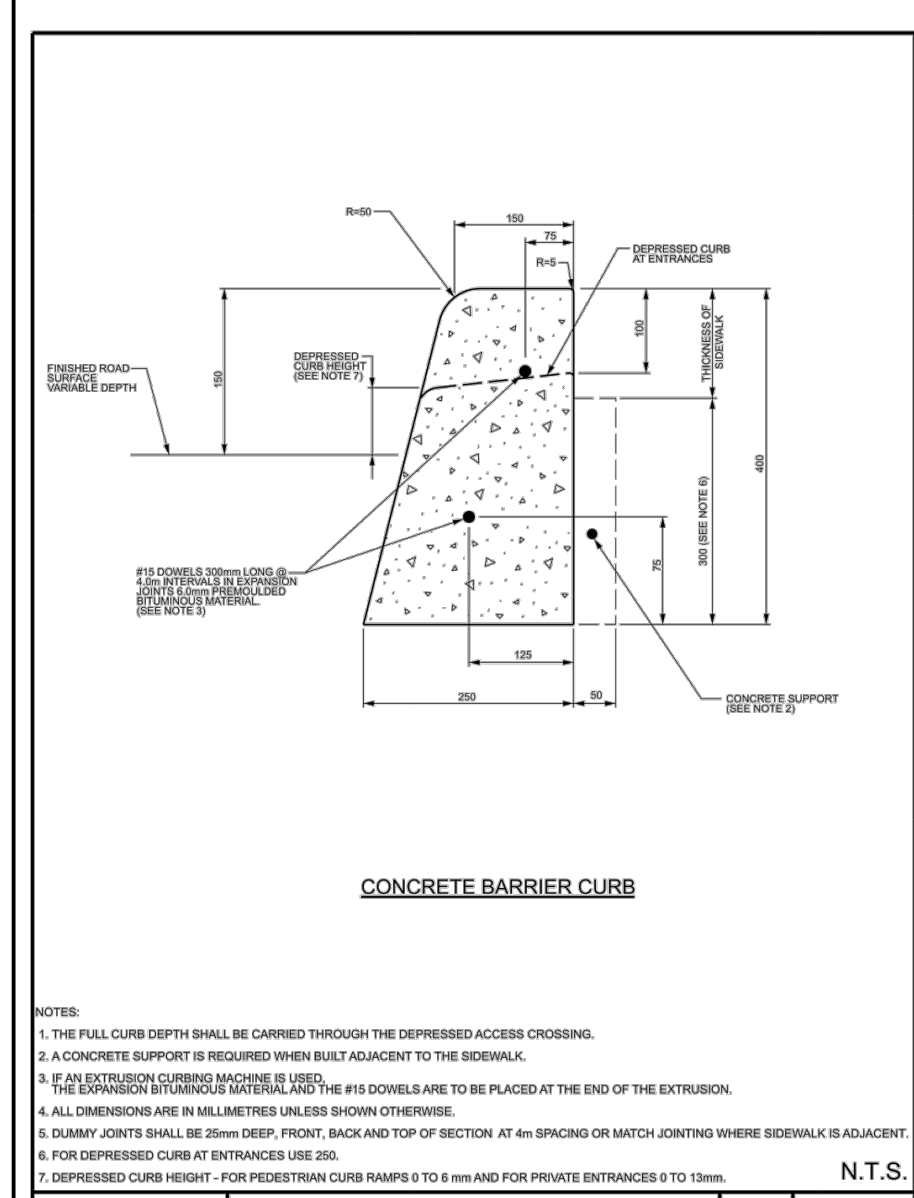 R=50
150
75
R=5
DEPRESSED CURB
AT ENTRANCES
100
THICKNESS OF
SIDEWALK
FINISHED ROAD
SURFACE
VARIABLE DEPTH
150
DEPRESSED
CURB HEIGHT
(SEE NOTE 7)
400
300 (SEE NOTE 6)
75
#15 DOWELS 300mm LONG @
4.0m INTERVALS IN EXPANSION
JOINTS 6.0mm PREMOULDED
BITUMINOUS MATERIAL.
(SEE NOTE 3)
125
250
50
CONCRETE SUPPORT
(SEE NOTE 2)
CONCRETE BARRIER CURB
NOTES:
1. THE FULL CURB DEPTH SHALL BE CARRIED THROUGH THE DEPRESSED ACCESS CROSSING.
2. A CONCRETE SUPPORT IS REQUIRED WHEN BUILT ADJACENT TO THE SIDEWALK.
3. IF AN EXTRUSION CURBING MACHINE IS USED,
THE EXPANSION BITUMINOUS MATERIAL AND THE #15 DOWELS ARE TO BE PLACED AT THE END OF THE EXTRUSION.
4. ALL DIMENSIONS ARE IN MILLIMETRES UNLESS SHOWN OTHERWISE.
5. DUMMY JOINTS SHALL BE 25mm DEEP, FRONT, BACK AND TOP OF SECTION AT 4m SPACING OR MATCH JOINTING WHERE SIDEWALK IS ADJACENT.
6. FOR DEPRESSED CURB AT ENTRANCES USE 250.
7. DEPRESSED CURB HEIGHT - FOR PEDESTRIAN CURB RAMPS 0 TO 6 mm AND FOR PRIVATE ENTRANCES 0 TO 13mm.
N.T.S.